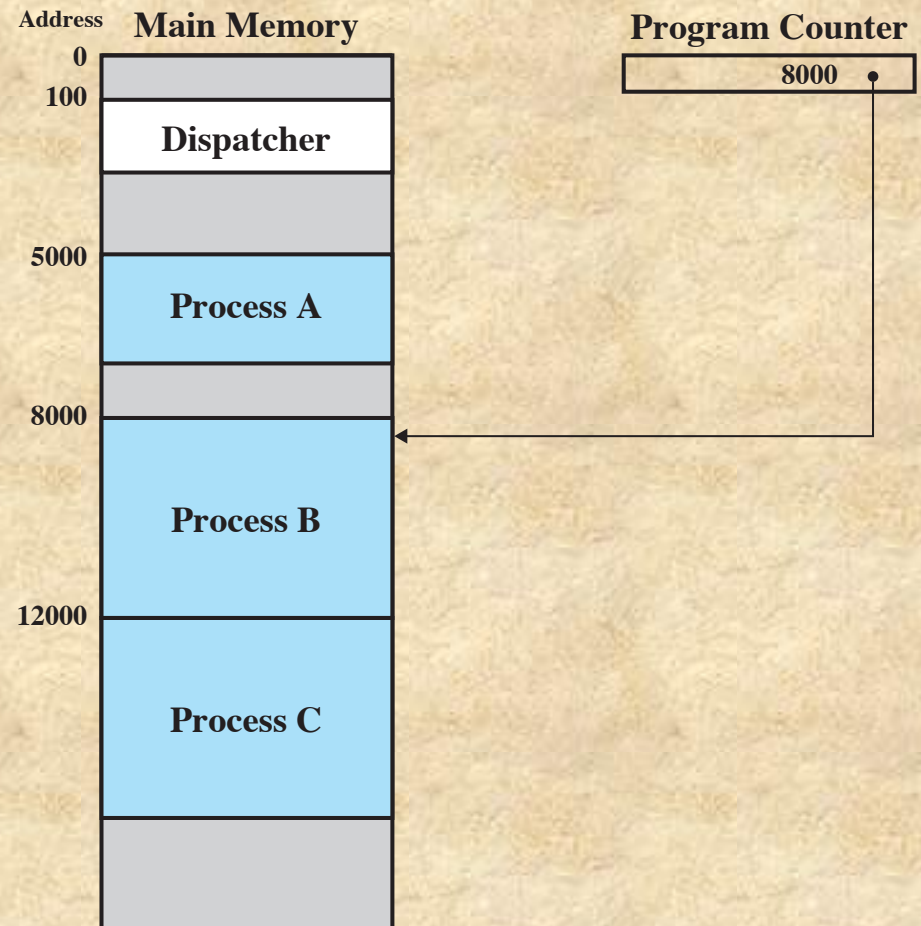 Address
Main Memory
Program Counter
0
8000
100
Dispatcher
5000
Process A
8000
Process B
12000
Process C